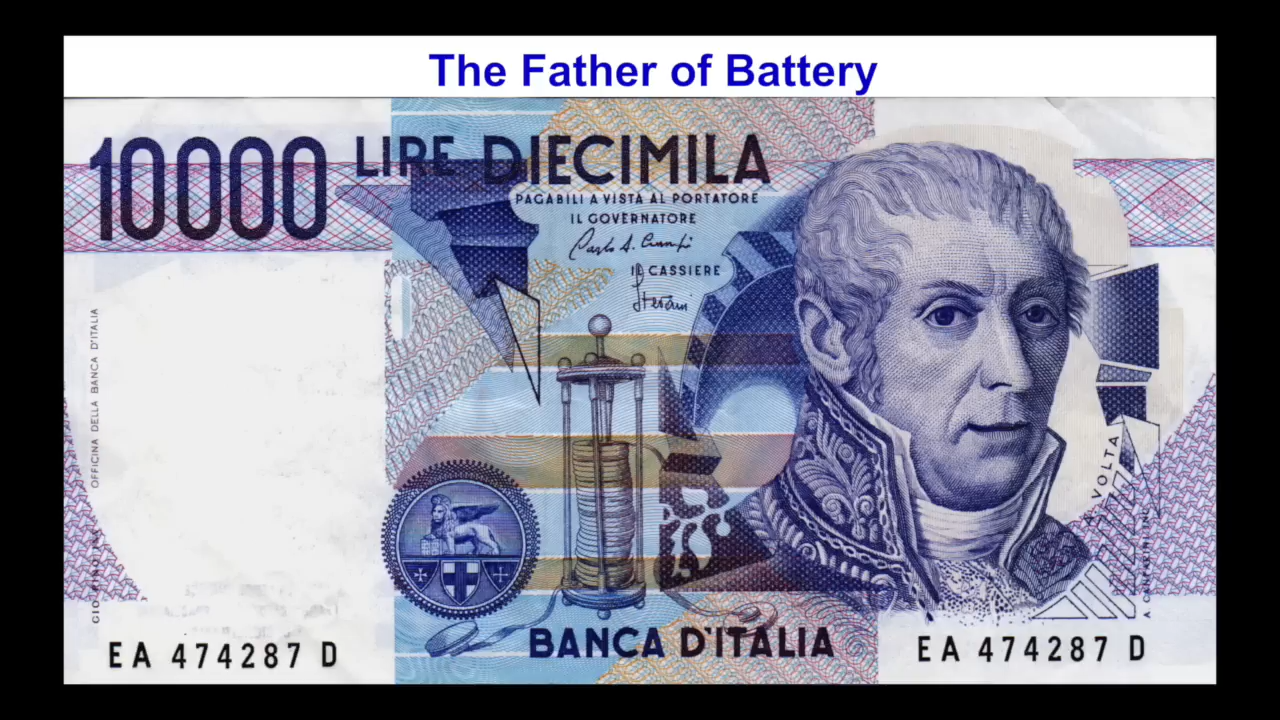 The Father of Battery
10000 LIRE DIECIMILA
PAGABILI A VISTA AL PORTATORE
IL GOVERNATORE
IL CASSIERE
OFFICINA DELLA BANCA D'ITALIA
A. VOLTA
BANCA D'ITALIA
EA 474287 D
EA 474287 D